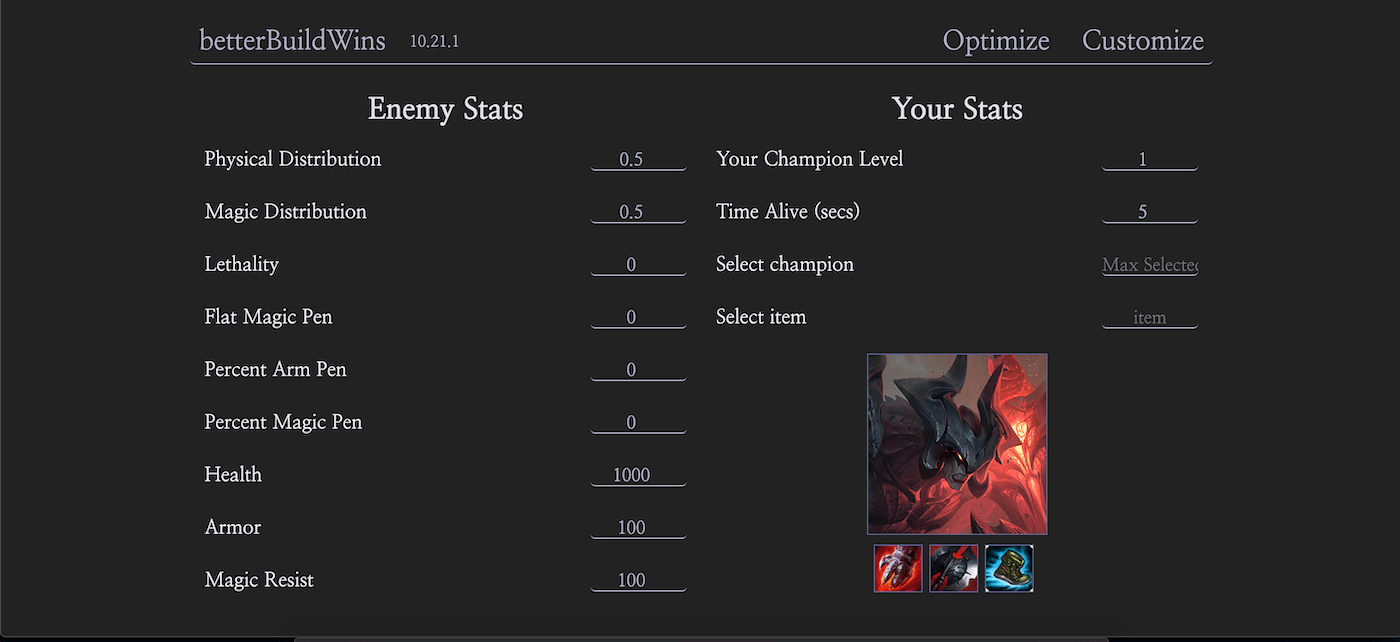 betterBuildWins 10.21.1 Optimize Customize
Enemy Stats
Physical Distribution 0.5
Magic Distribution 0.5
Lethality 0
Flat Magic Pen 0
Percent Arm Pen 0
Percent Magic Pen 0
Health 1000
Armor 100
Magic Resist 100
Your Stats
Your Champion Level 1
Time Alive (secs) 5
Select champion Max Selected
Select item item